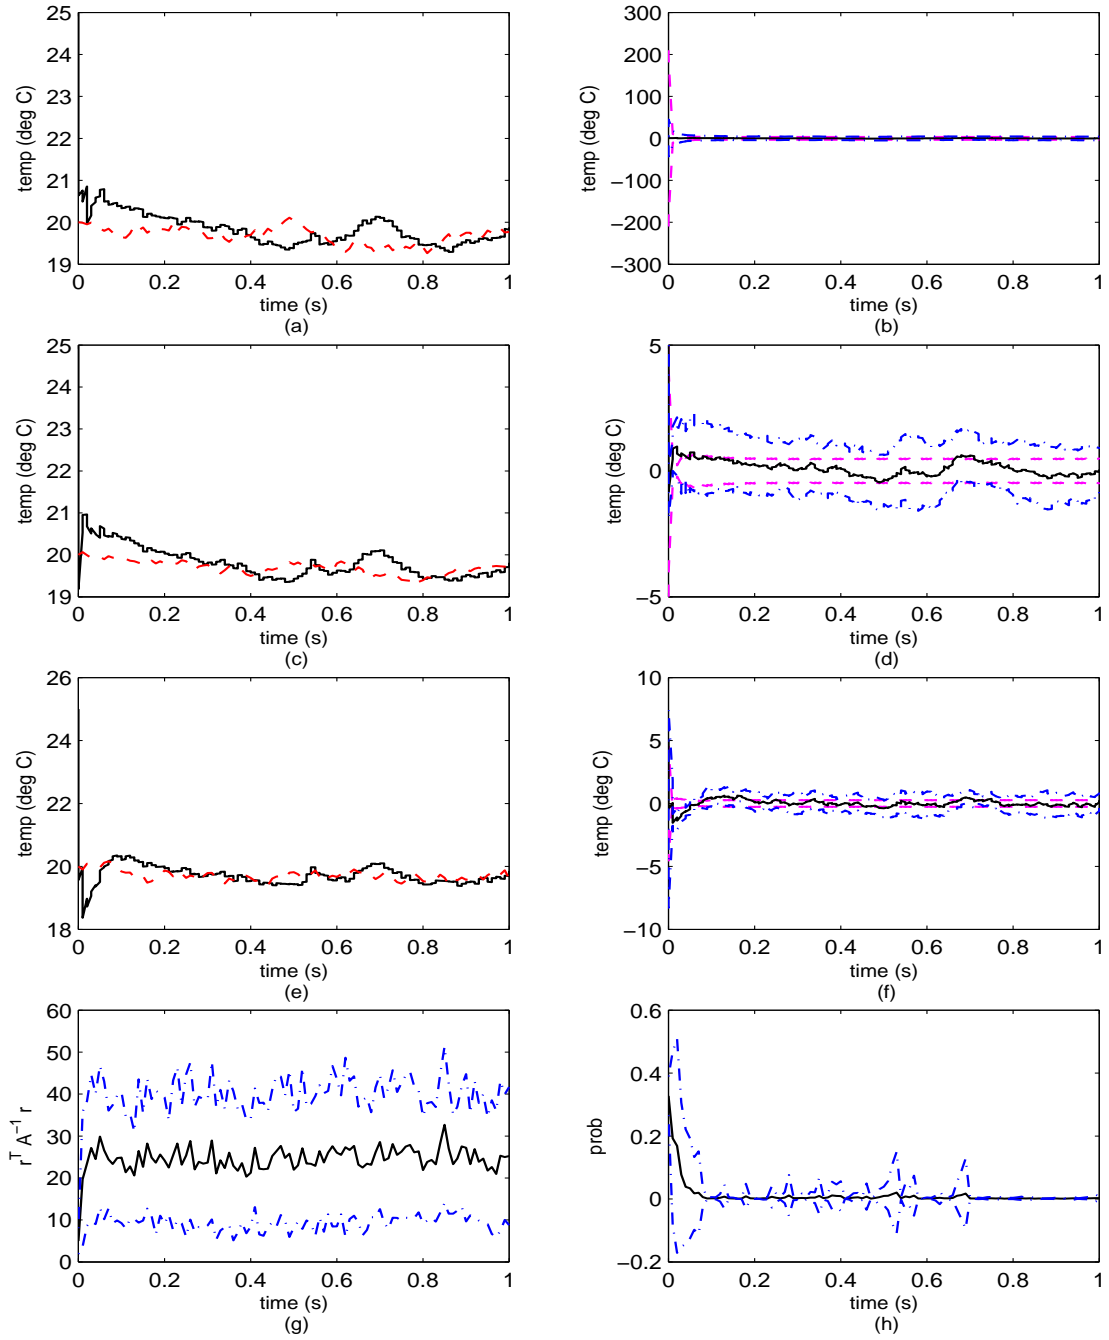 25
24
23
22
21
20
19
temp (deg C)
0 0.2 0.4 0.6 0.8 1
time (s)
(a)
300
200
100
0
−100
−200
−300
temp (deg C)
0 0.2 0.4 0.6 0.8 1
time (s)
(b)
25
24
23
22
21
20
19
temp (deg C)
0 0.2 0.4 0.6 0.8 1
time (s)
(c)
5
0
−5
temp (deg C)
0 0.2 0.4 0.6 0.8 1
time (s)
(d)
26
24
22
20
18
temp (deg C)
0 0.2 0.4 0.6 0.8 1
time (s)
(e)
10
5
0
−5
−10
temp (deg C)
0 0.2 0.4 0.6 0.8 1
time (s)
(f)
60
50
40
30
20
10
0
r^T A^−1 r
0 0.2 0.4 0.6 0.8 1
time (s)
(g)
0.6
0.4
0.2
0
−0.2
prob
0 0.2 0.4 0.6 0.8 1
time (s)
(h)